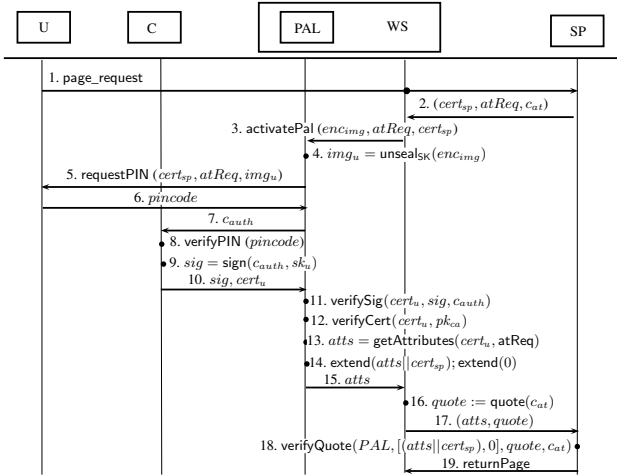 U C PAL WS SP
1. page_request
2. (cert_sp, atReq, c_at)
3. activatePal (enc_img, atReq, cert_sp)
4. img_u = unseal_SK(enc_img)
5. requestPIN (cert_sp, atReq, img_u)
6. pincode
7. c_auth
8. verifyPIN (pincode)
9. sig = sign(c_auth, sk_u)
10. sig, cert_u
11. verifySig(cert_u, sig, c_auth)
12. verifyCert(cert_u, pk_ca)
13. atts = getAttributes(cert_u, atReq)
14. extend(atts||cert_sp); extend(0)
15. atts
16. quote := quote(c_at)
17. (atts, quote)
18. verifyQuote(PAL, [(atts||cert_sp), 0], quote, c_at)
19. returnPage